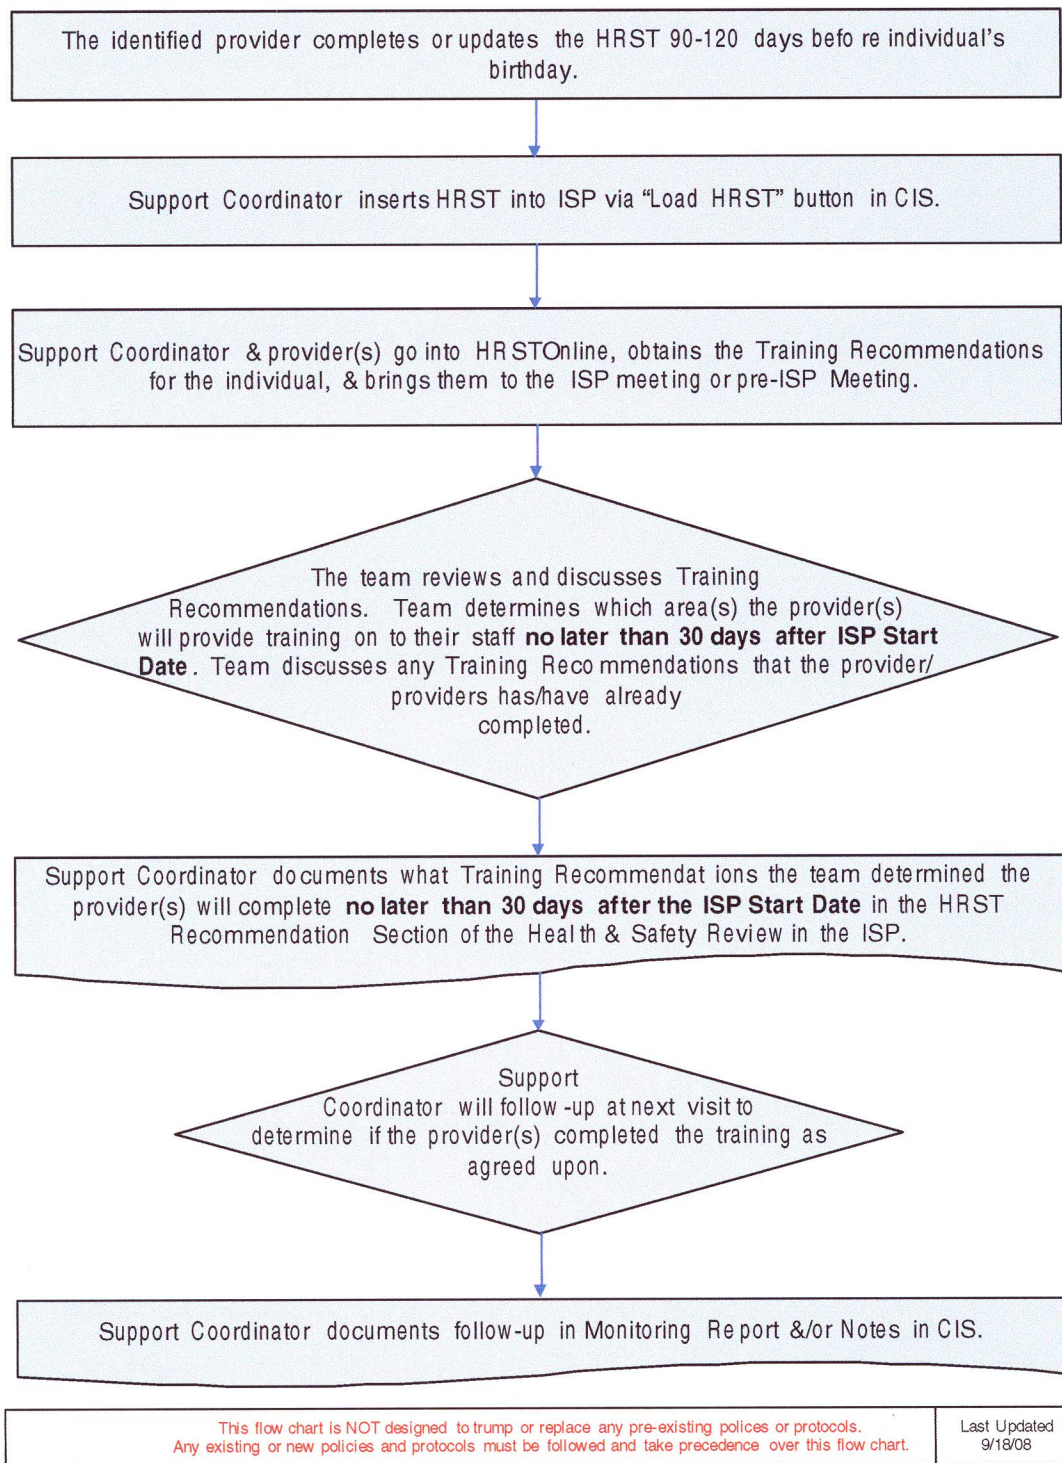 The identified provider completes or updates the HRST 90-120 days befo re individual's
birthday.
Support Coordinator inserts HRST into ISP via “Load HRST” button in CIS.
Support Coordinator & provider(s) go into HRSTOnline, obtains the Training Recommendations
for the individual, & brings them to the ISP meeting or pre-ISP Meeting.
The team reviews and discusses Training
Recommendations. Team determines which area(s) the provider(s)
will provide training on to their staff no later than 30 days after ISP Start
Date. Team discusses any Training Recommendations that the provider/
providers has/have already
completed.
Support Coordinator documents what Training Recommendat ions the team determined the
provider(s) will complete no later than 30 days after the ISP Start Date in the HRST
Recommendation Section of the Health & Safety Review in the ISP.
Support
Coordinator will follow -up at next visit to
determine if the provider(s) completed the training as
agreed upon.
Support Coordinator documents follow-up in Monitoring Report &/or Notes in CIS.
This flow chart is NOT designed to trump or replace any pre-existing polices or protocols.
Any existing or new policies and protocols must be followed and take precedence over this flow chart.
Last Updated
9/18/08